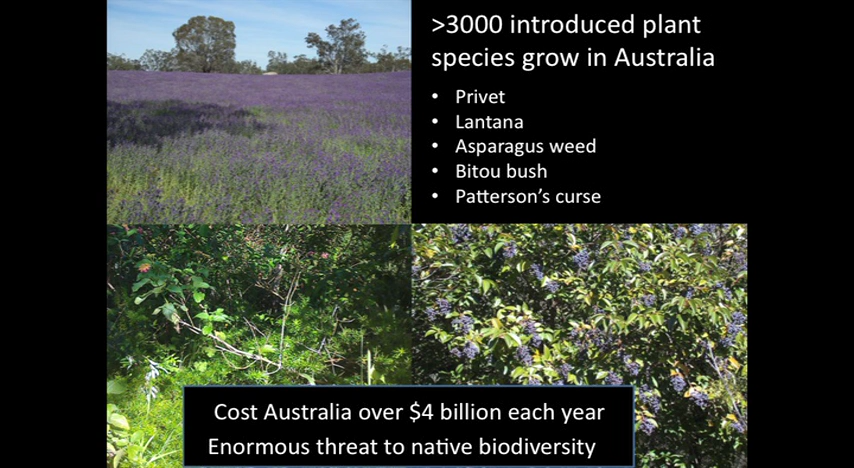 >3000 introduced plant
species grow in Australia
• Privet
• Lantana
• Asparagus weed
• Bitou bush
• Patterson’s curse
Cost Australia over $4 billion each year
Enormous threat to native biodiversity